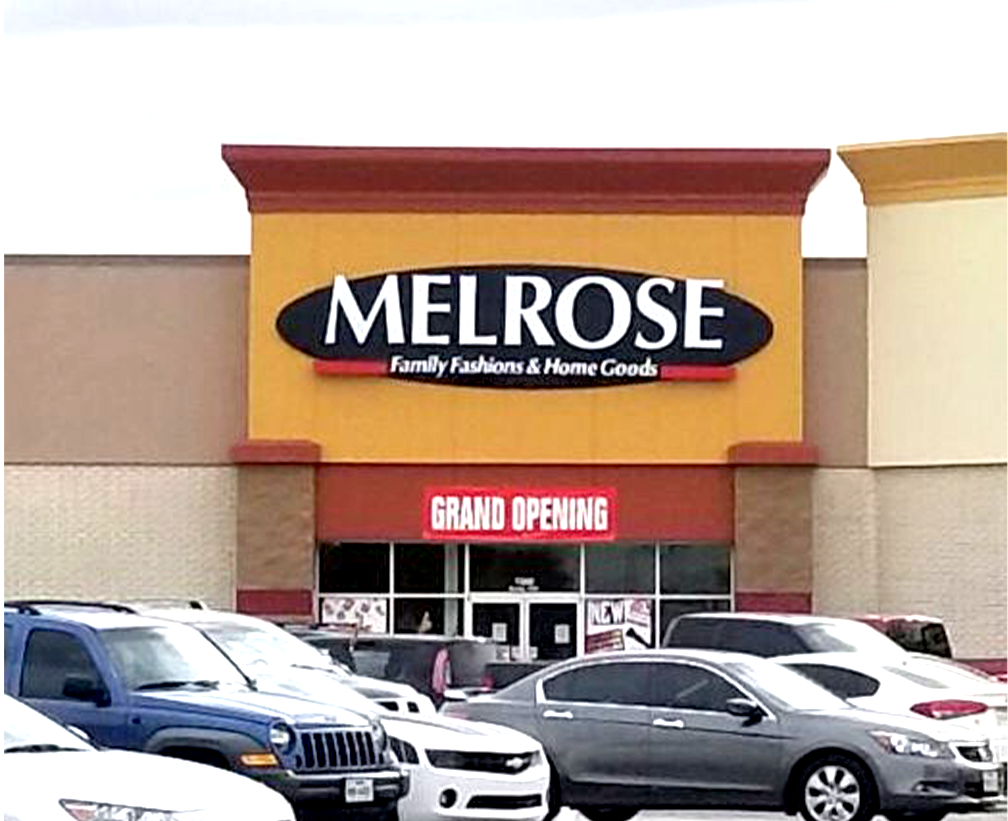 MELROSE
Family Fashions & Home Goods
GRAND OPENING
NEW